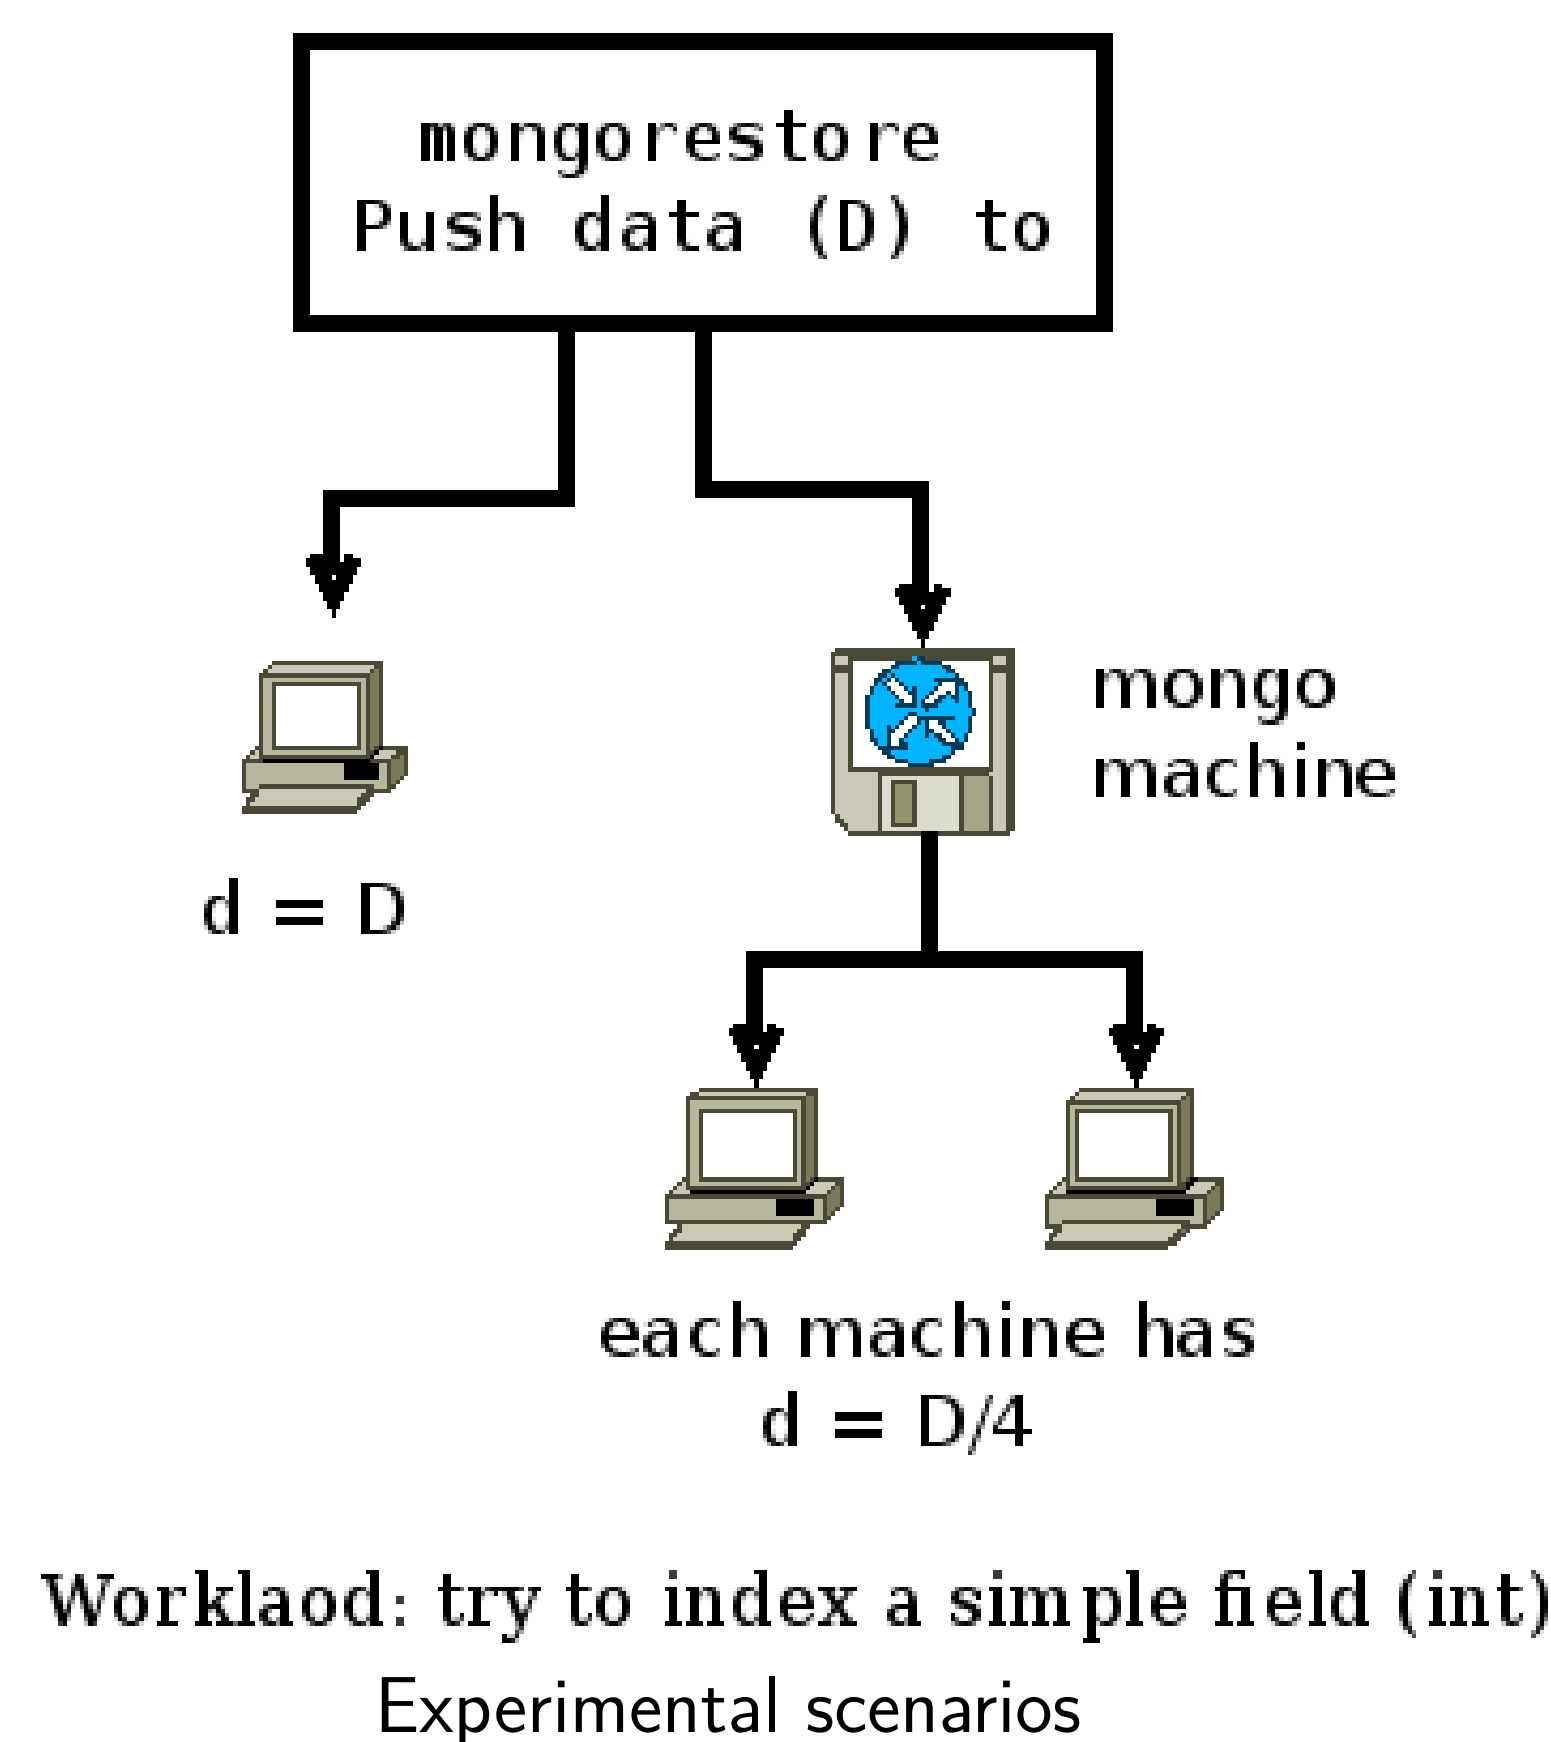 mongorestore
Push data (D) to
mongo
machine
d = D
each machine has
d = D/4
Worklaod: try to index a simple field (int)
Experimental scenarios